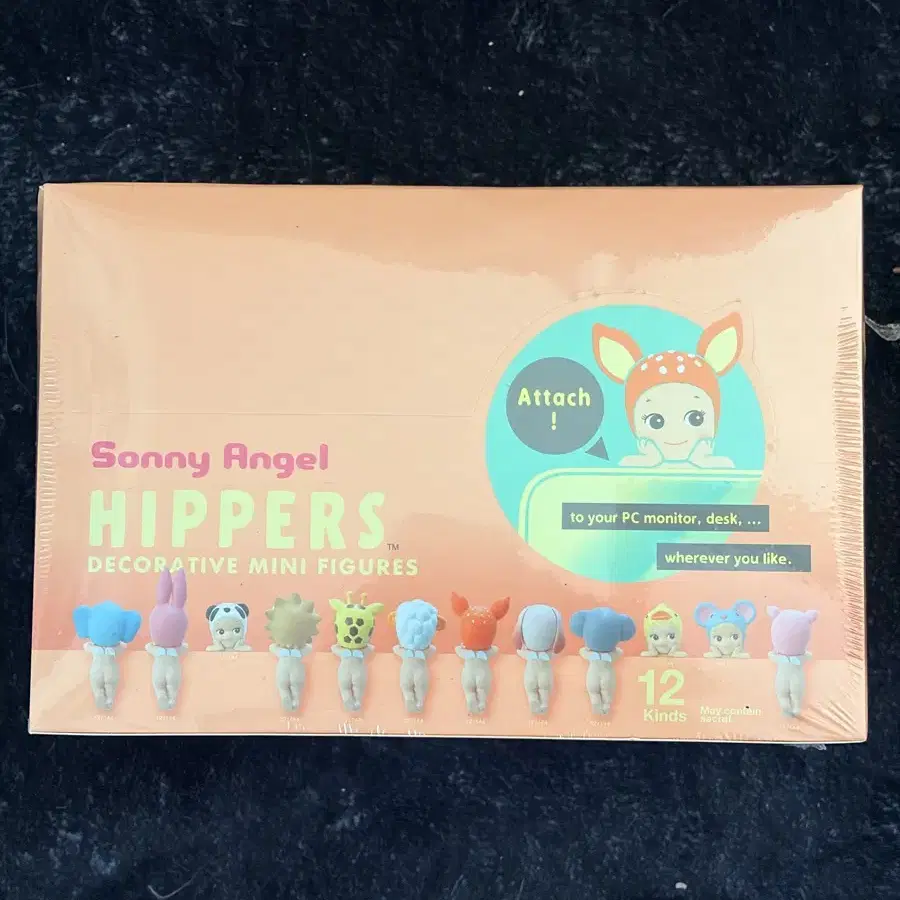 Attach
!
Sonny Angel
HIPPERS™
DECORATIVE MINI FIGURES
to your PC monitor, desk, ...
wherever you like.
12
Kinds
May contain
secret